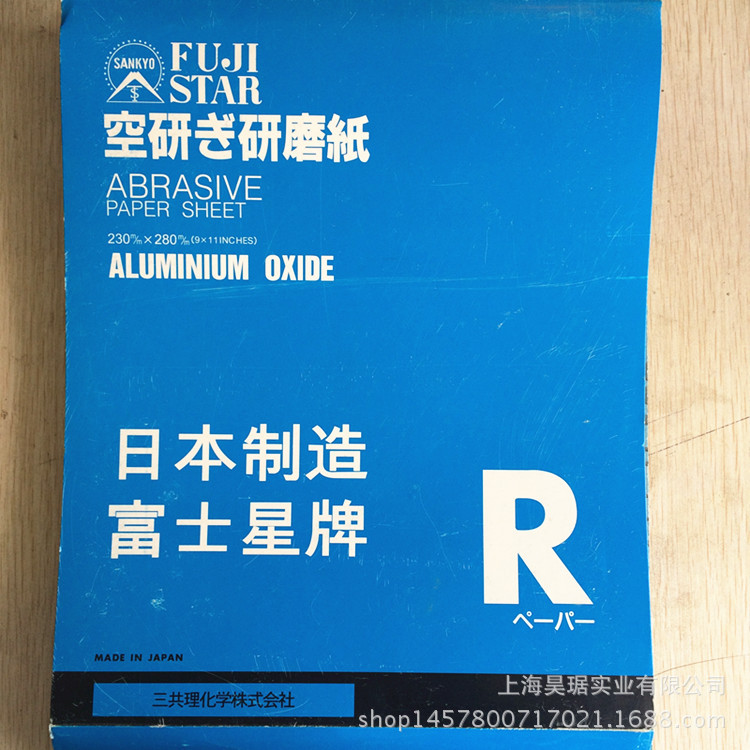 SANKYO
FUJI
STAR
空研ぎ研磨紙
ABRASIVE
PAPER SHEET
230m/m×280m/m(9×11INCHES)
ALUMINIUM OXIDE
日本制造
富士星牌
R
ペーパー
MADE IN JAPAN
三共理化学株式会社
上海昊琚实业有限公司
shop1457800717021.1688.com